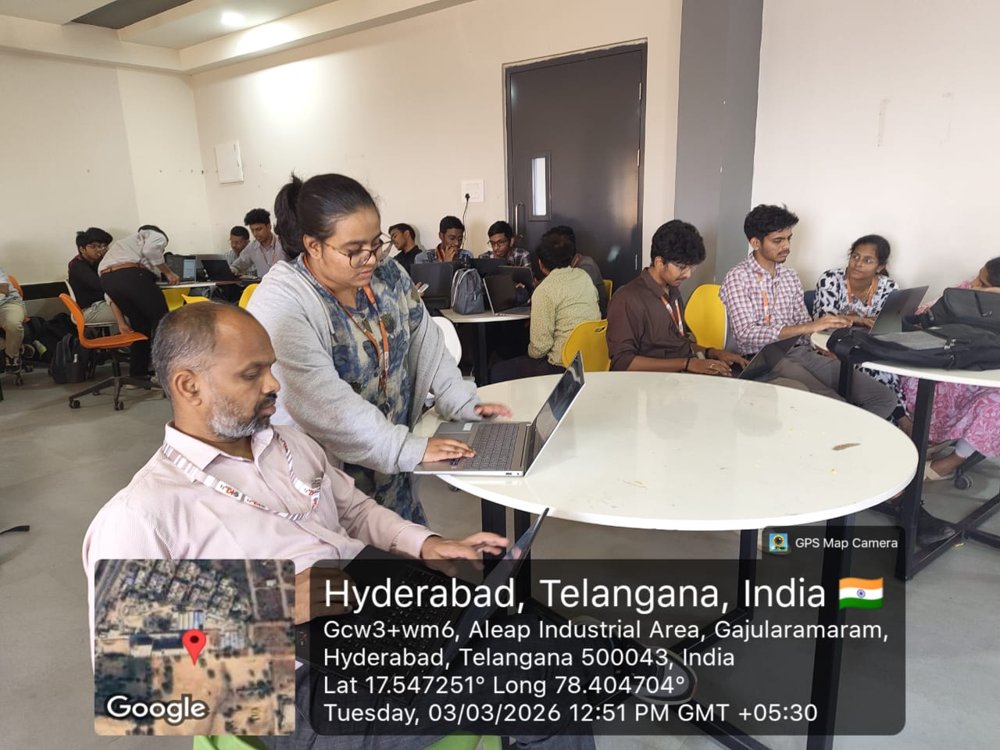 GPS Map Camera
Hyderabad, Telangana, India
Gcw3+wm6, Aleap Industrial Area, Gajularamaram,
Hyderabad, Telangana 500043, India
Lat 17.547251° Long 78.404704°
Tuesday, 03/03/2026 12:51 PM GMT +05:30
Google